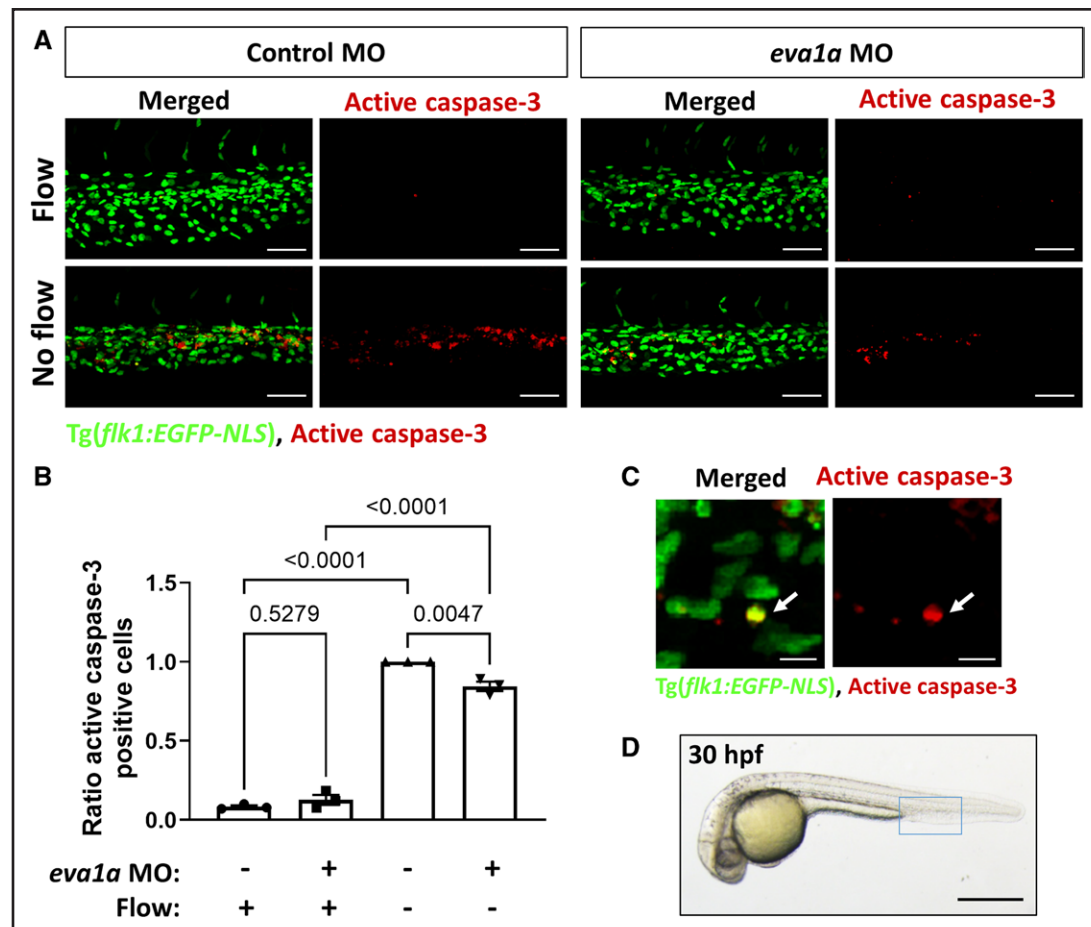 A
Control MO
eva1a MO
Merged
Active caspase-3
Active caspase-3
Flow
No flow
Tg(flk1:EGFP-NLS), Active caspase-3
B
<0.0001
<0.0001
0.5279
0.0047
Ratio active caspase-3
positive cells
1.5
1.0
0.5
0.0
eva1a MO: - + - +
Flow: + + - -
C
Merged
Active caspase-3
Tg(flk1:EGFP-NLS), Active caspase-3
D
30 hpf